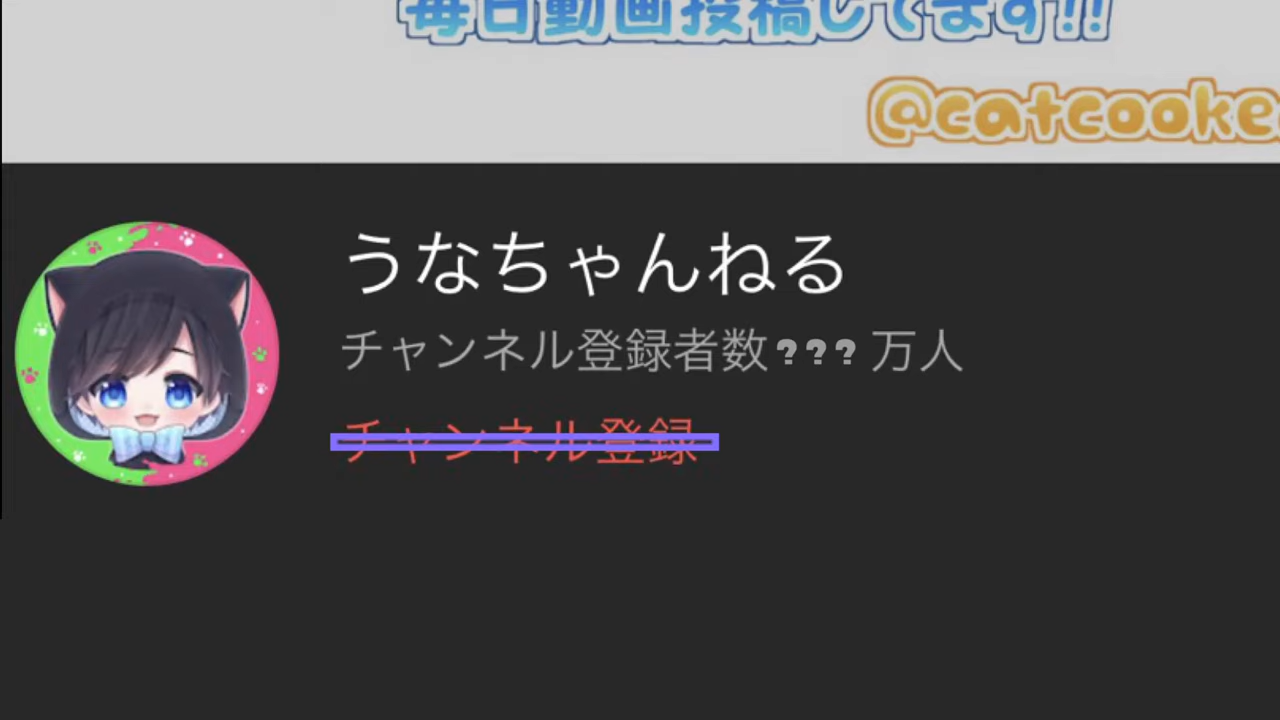 毎日動画投稿してます!!
@catcooke
うなちゃんねる
チャンネル登録者数??? 万人
チャンネル登録